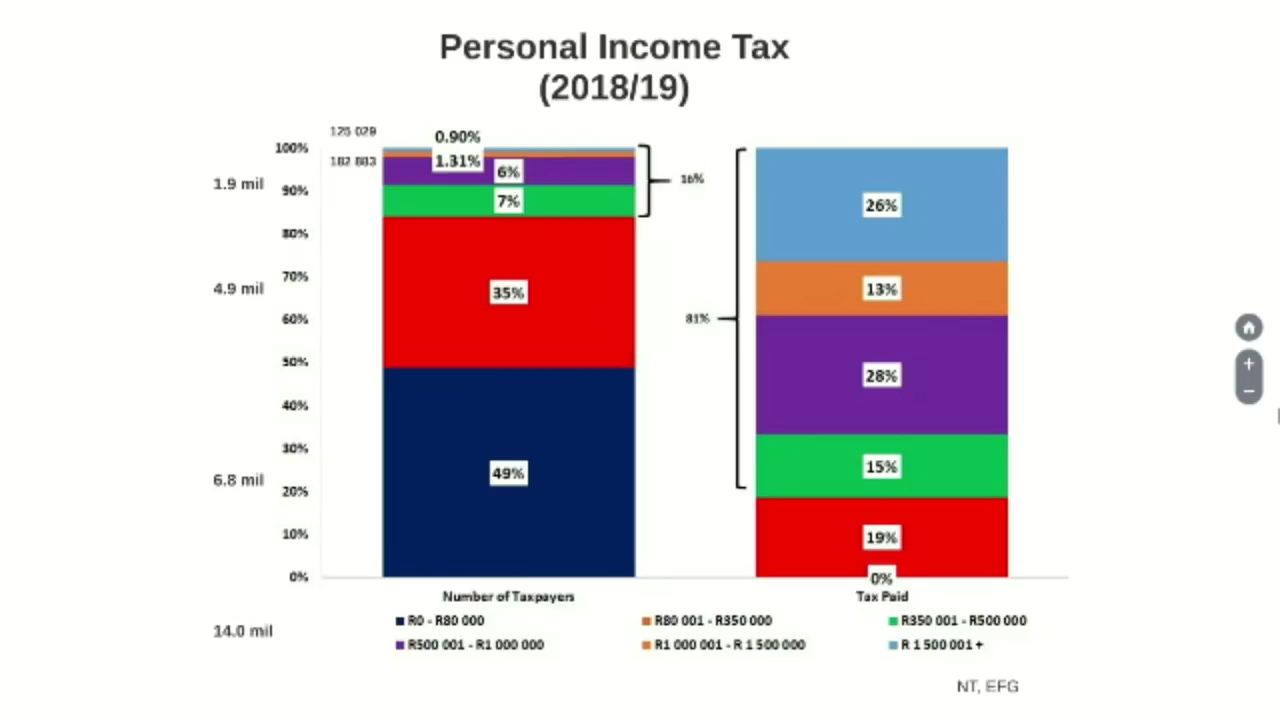 Personal Income Tax
(2018/19)
125 029
0.90%
100%
182 883
1.31%
6%
16%
1.9 mil
90%
7%
26%
80%
70%
4.9 mil
35%
13%
60%
81%
50%
28%
40%
30%
6.8 mil
49%
15%
20%
10%
19%
0%
0%
Number of Taxpayers
Tax Paid
14.0 mil
R0 - R80 000
R80 001 - R350 000
R350 001 - R500 000
R500 001 - R1 000 000
R1 000 001 - R 1 500 000
R 1 500 001 +
NT, EFG